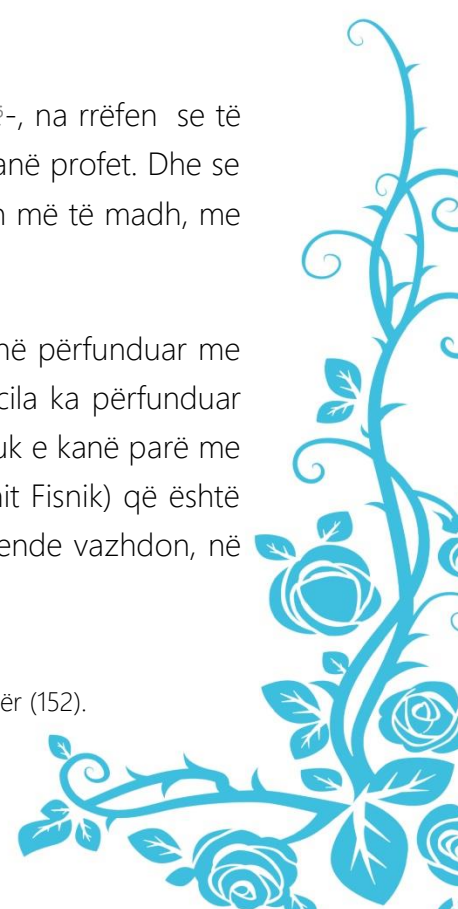 -, na rrëfen se të
anë profet. Dhe se
më të madh, me
në përfunduar me
cila ka përfunduar
uk e kanë parë me
it Fisnik) që është
ende vazhdon, në
ër (152).